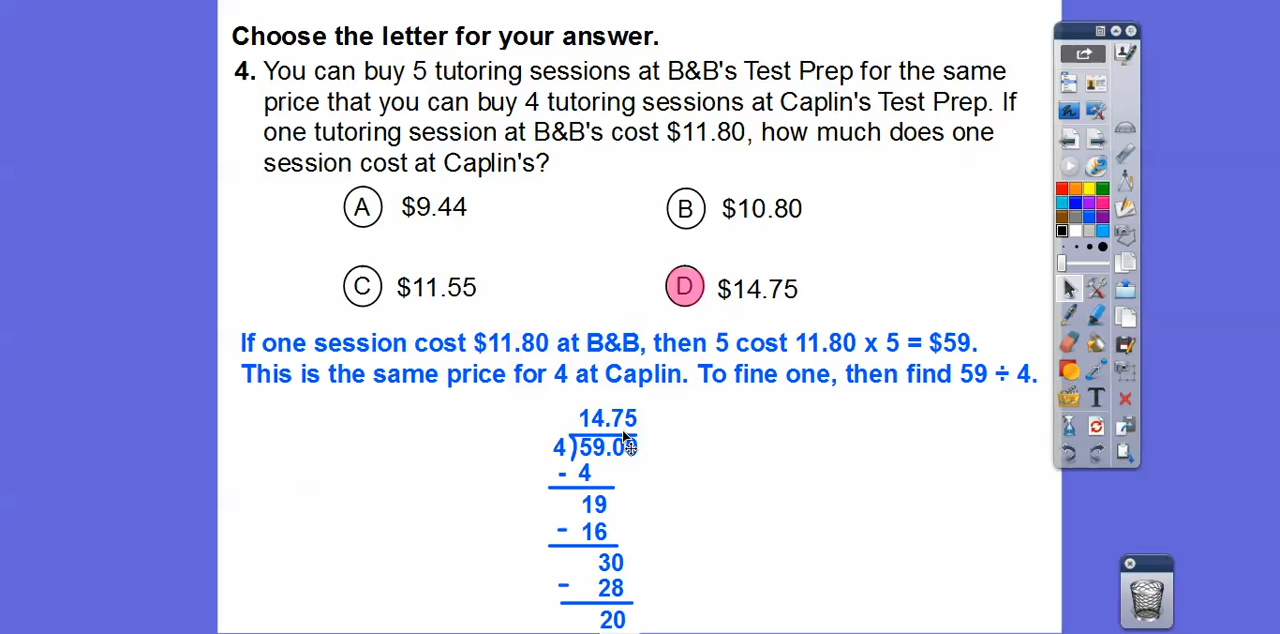 Choose the letter for your answer.
4. You can buy 5 tutoring sessions at B&B's Test Prep for the same
price that you can buy 4 tutoring sessions at Caplin's Test Prep. If
one tutoring session at B&B's cost $11.80, how much does one
session cost at Caplin's?
A $9.44
B $10.80
C $11.55
D $14.75
If one session cost $11.80 at B&B, then 5 cost 11.80 x 5 = $59.
This is the same price for 4 at Caplin. To fine one, then find 59 ÷ 4.
14.75
4)59.00
- 4
19
- 16
30
- 28
20